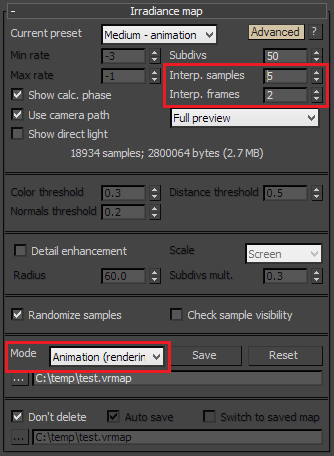 - Irradiance map
Current preset Medium - animation Advanced ?
Min rate -3 Subdivs 50
Max rate -1 Interp. samples 5
Show calc. phase Interp. frames 2
Use camera path Full preview
Show direct light
18934 samples; 2800064 bytes (2.7 MB)
Color threshold 0.3 Distance threshold 0.5
Normals threshold 0.2
Detail enhancement Scale Screen
Radius 60.0 Subdivs mult. 0.3
Randomize samples Check sample visibility
Mode Animation (renderin Save Reset
... C:\temp\test.vrmap
Don't delete Auto save Switch to saved map
... C:\temp\test.vrmap